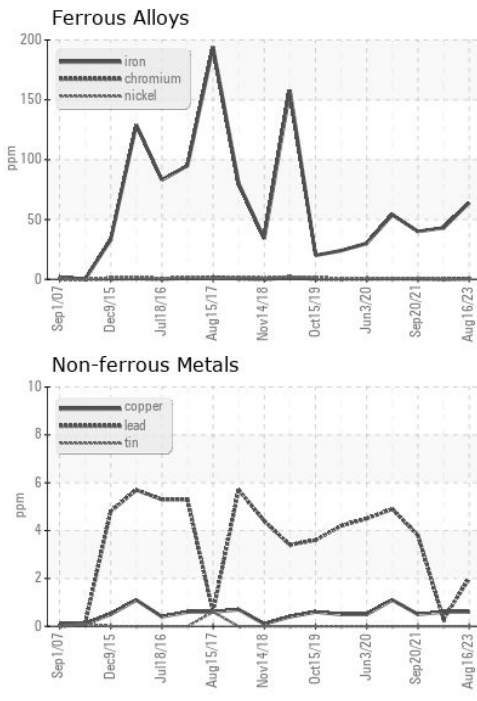 Ferrous Alloys
200
150
100
50
0
ppm
iron
chromium
nickel
Sep1/07
Dec9/15
Jul18/16
Aug15/17
Nov14/18
Oct15/19
Jun3/20
Sep20/21
Aug16/23
Non-ferrous Metals
10
8
6
4
2
0
ppm
copper
lead
tin
Sep1/07
Dec9/15
Jul18/16
Aug15/17
Nov14/18
Oct15/19
Jun3/20
Sep20/21
Aug16/23